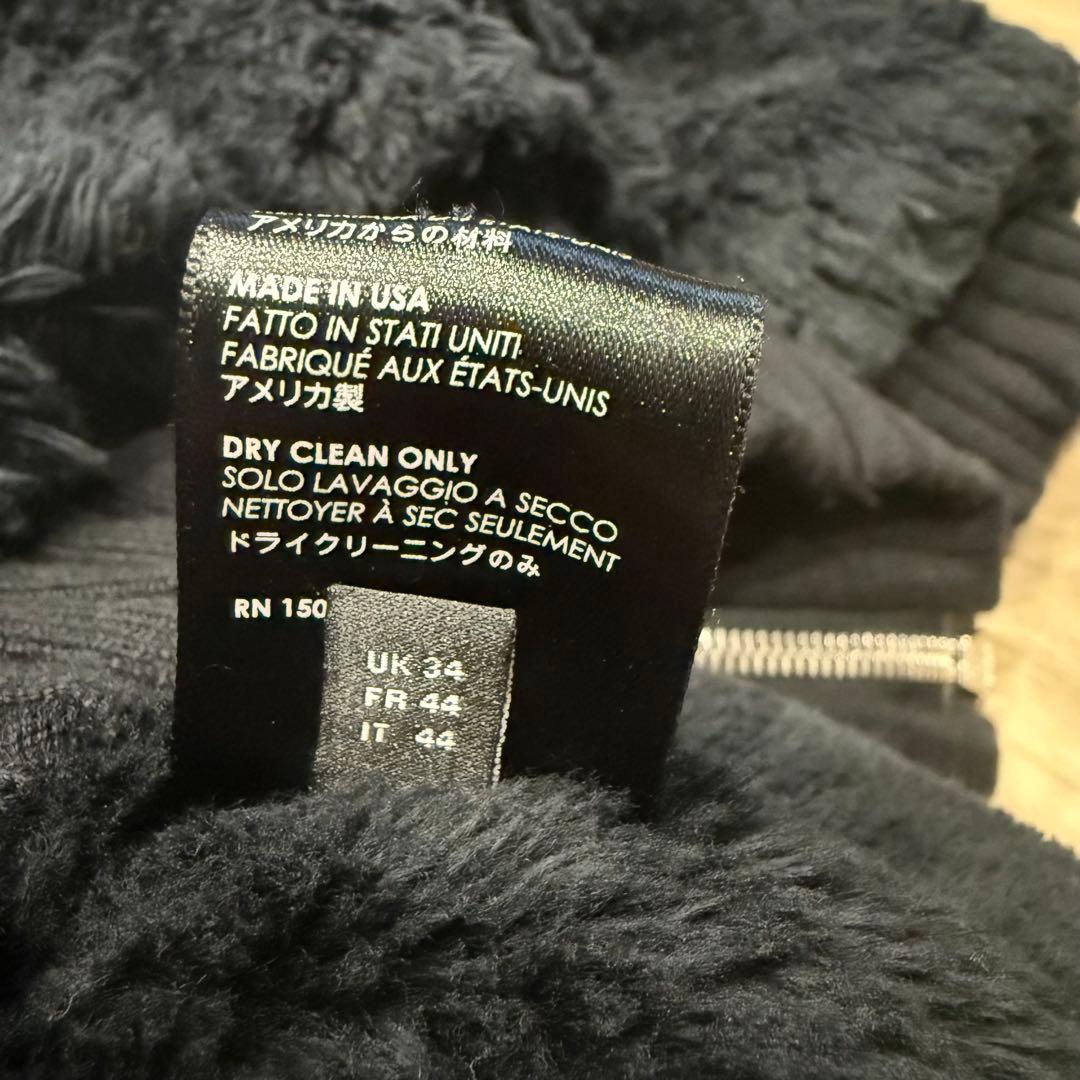 アメリカからの材料
MADE IN USA
FATTO IN STATI UNITI
FABRIQUÉ AUX ÉTATS-UNIS
アメリカ製
DRY CLEAN ONLY
SOLO LAVAGGIO A SECCO
NETTOYER À SEC SEULEMENT
ドライクリーニングのみ
RN 150
UK 34
FR 44
IT 44